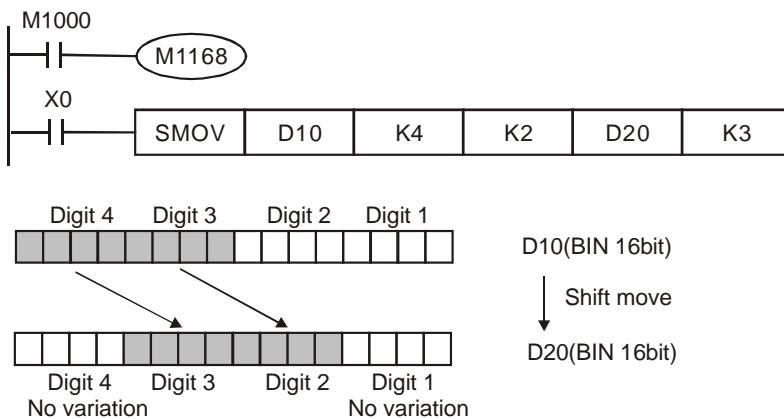 M1000
M1168
X0
SMOV D10 K4 K2 D20 K3
Digit 4 Digit 3 Digit 2 Digit 1
D10(BIN 16bit)
Shift move
D20(BIN 16bit)
Digit 4 Digit 3 Digit 2 Digit 1
No variation No variation